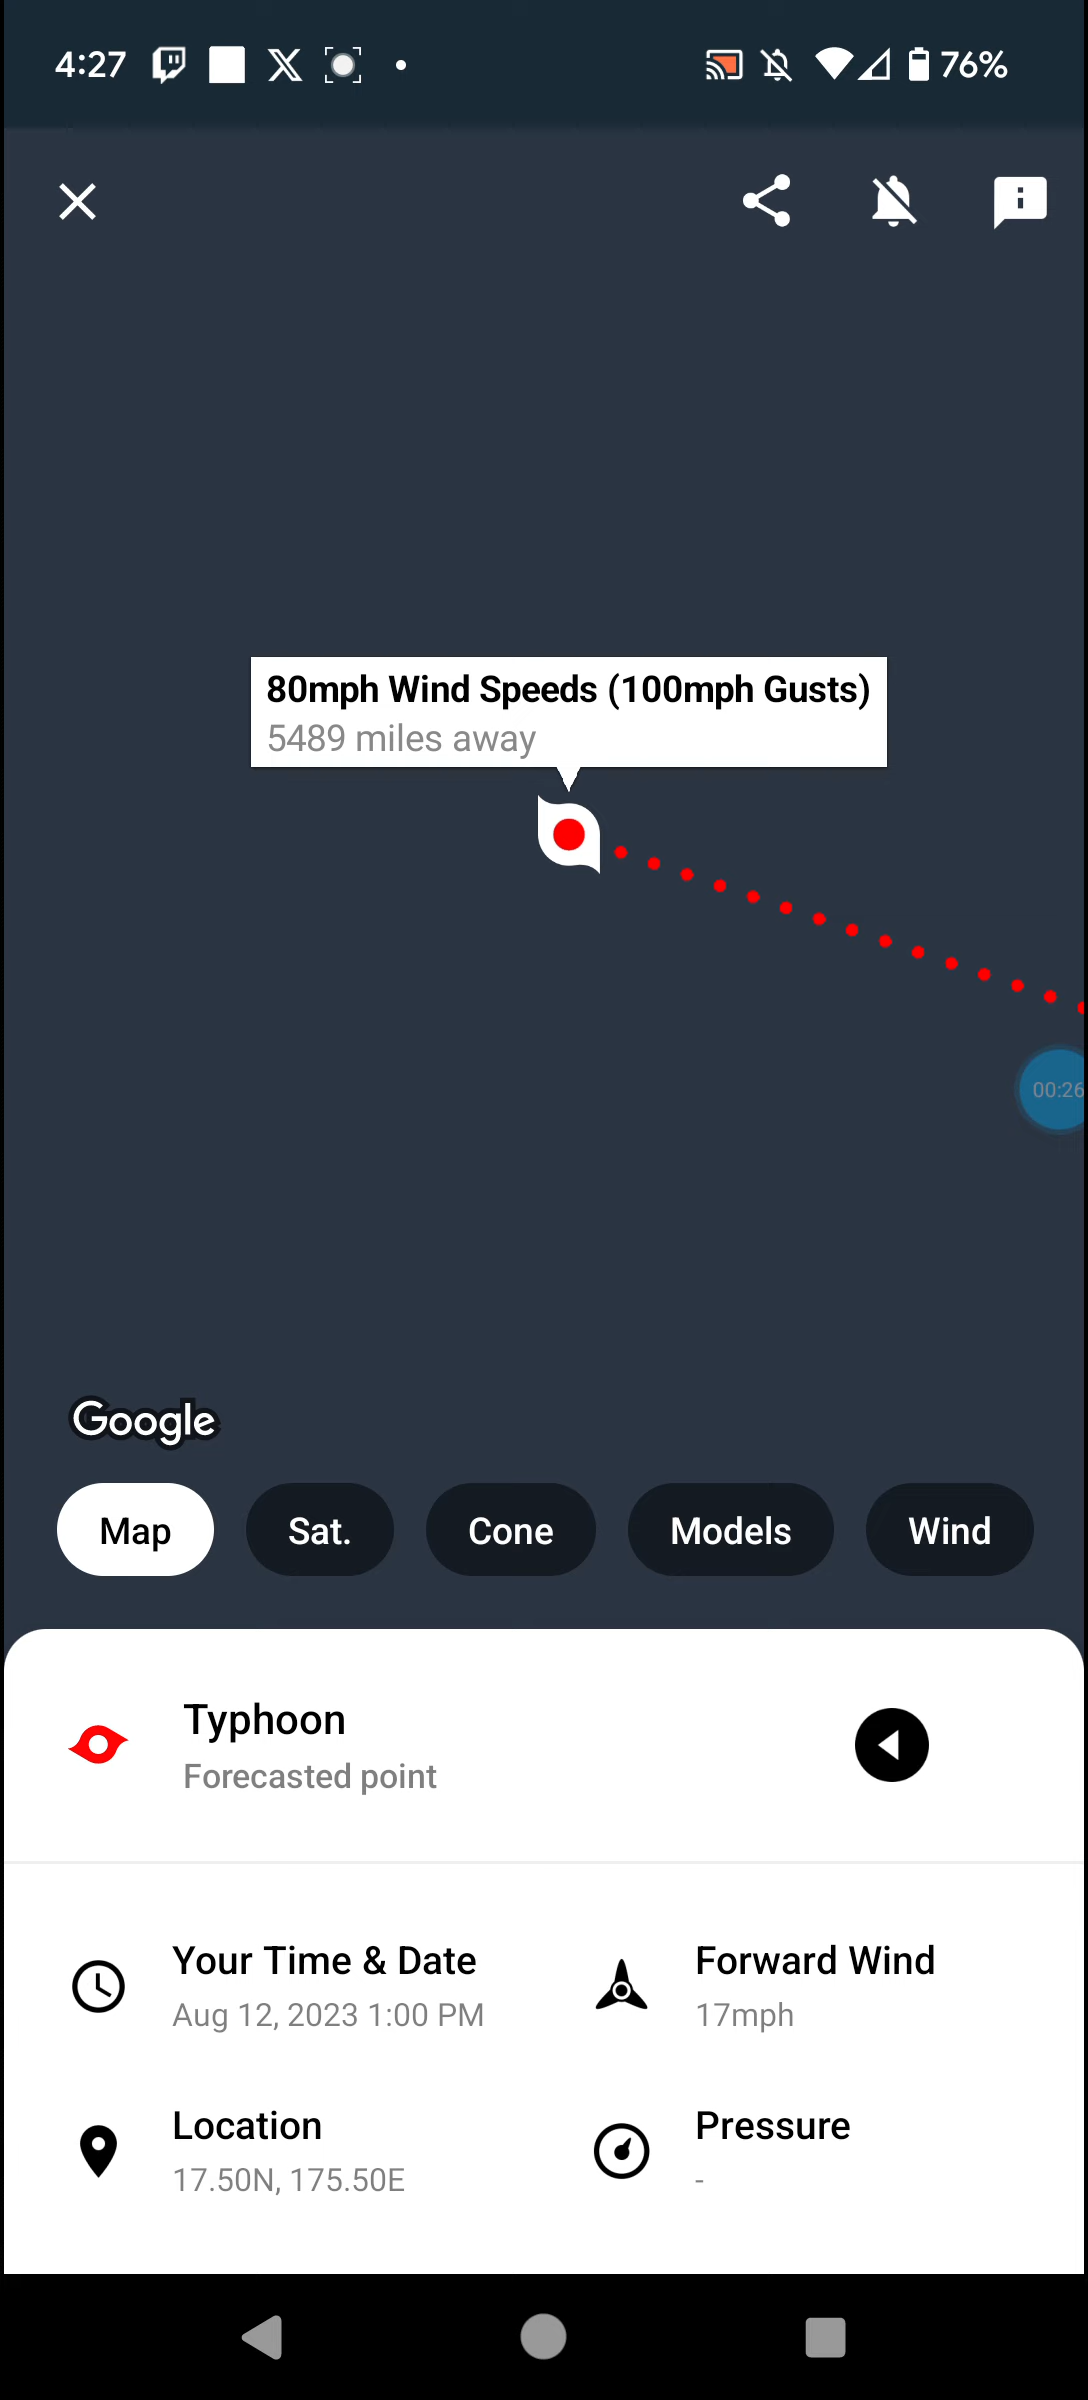 4:27 76%
80mph Wind Speeds (100mph Gusts)
5489 miles away
00:26
Google
Map Sat. Cone Models Wind
Typhoon
Forecasted point
Your Time & Date
Aug 12, 2023 1:00 PM
Forward Wind
17mph
Location
17.50N, 175.50E
Pressure
-